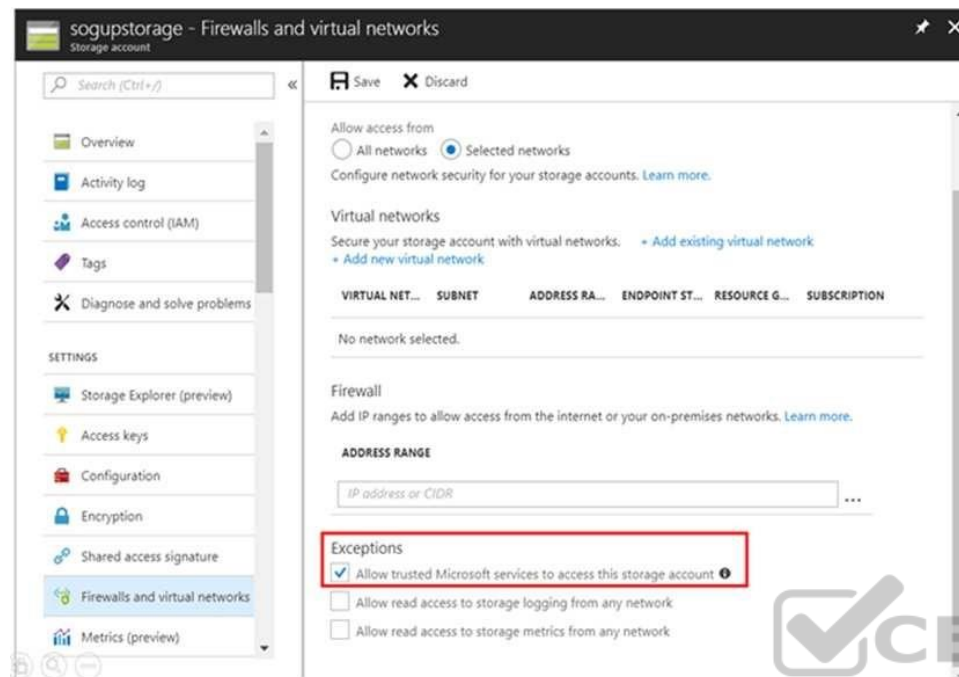 sogupstorage - Firewalls and virtual networks
Storage account
Search (Ctrl+/)
«
Overview
Activity log
Access control (IAM)
Tags
Diagnose and solve problems
SETTINGS
Storage Explorer (preview)
Access keys
Configuration
Encryption
Shared access signature
Firewalls and virtual networks
Metrics (preview)
Save Discard
Allow access from
All networks Selected networks
Configure network security for your storage accounts. Learn more.
Virtual networks
Secure your storage account with virtual networks. + Add existing virtual network
+ Add new virtual network
VIRTUAL NET... SUBNET ADDRESS RA... ENDPOINT ST... RESOURCE G... SUBSCRIPTION
No network selected.
Firewall
Add IP ranges to allow access from the internet or your on-premises networks. Learn more.
ADDRESS RANGE
IP address or CIDR
...
Exceptions
Allow trusted Microsoft services to access this storage account
Allow read access to storage logging from any network
Allow read access to storage metrics from any network